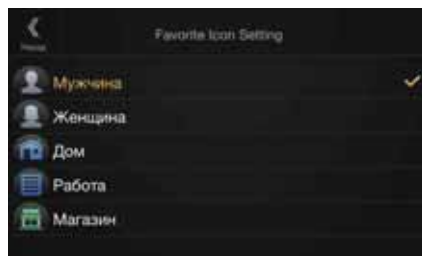 Favorite Icon Setting
Мужчина
Женщина
Дом
Работа
Магазин